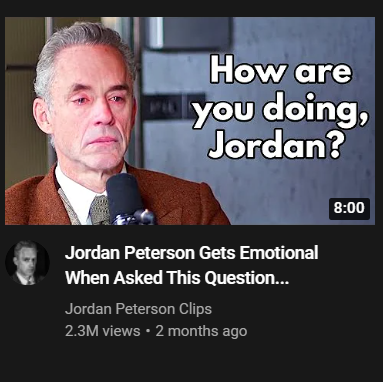 How are
you doing,
Jordan?
8:00
Jordan Peterson Gets Emotional
When Asked This Question...
Jordan Peterson Clips
2.3M views • 2 months ago